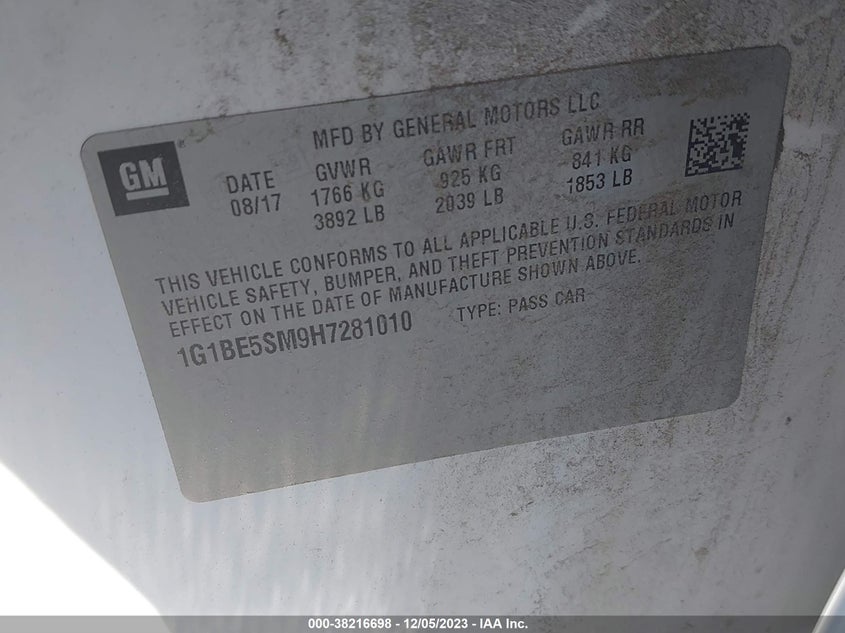 GM
MFD BY GENERAL MOTORS LLC
DATE GVWR GAWR FRT GAWR RR
08/17 1766 KG 925 KG 841 KG
3892 LB 2039 LB 1853 LB
THIS VEHICLE CONFORMS TO ALL APPLICABLE U.S. FEDERAL MOTOR
VEHICLE SAFETY, BUMPER, AND THEFT PREVENTION STANDARDS IN
EFFECT ON THE DATE OF MANUFACTURE SHOWN ABOVE.
1G1BE5SM9H7281010 TYPE: PASS CAR
000-38216698 - 12/05/2023 - IAA Inc.